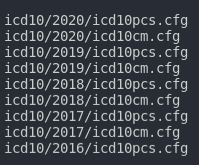 icd10/2020/icd10pcs.cfg
icd10/2020/icd10cm.cfg
icd10/2019/icd10pcs.cfg
icd10/2019/icd10cm.cfg
icd10/2018/icd10pcs.cfg
icd10/2018/icd10cm.cfg
icd10/2017/icd10pcs.cfg
icd10/2017/icd10cm.cfg
icd10/2016/icd10pcs.cfg